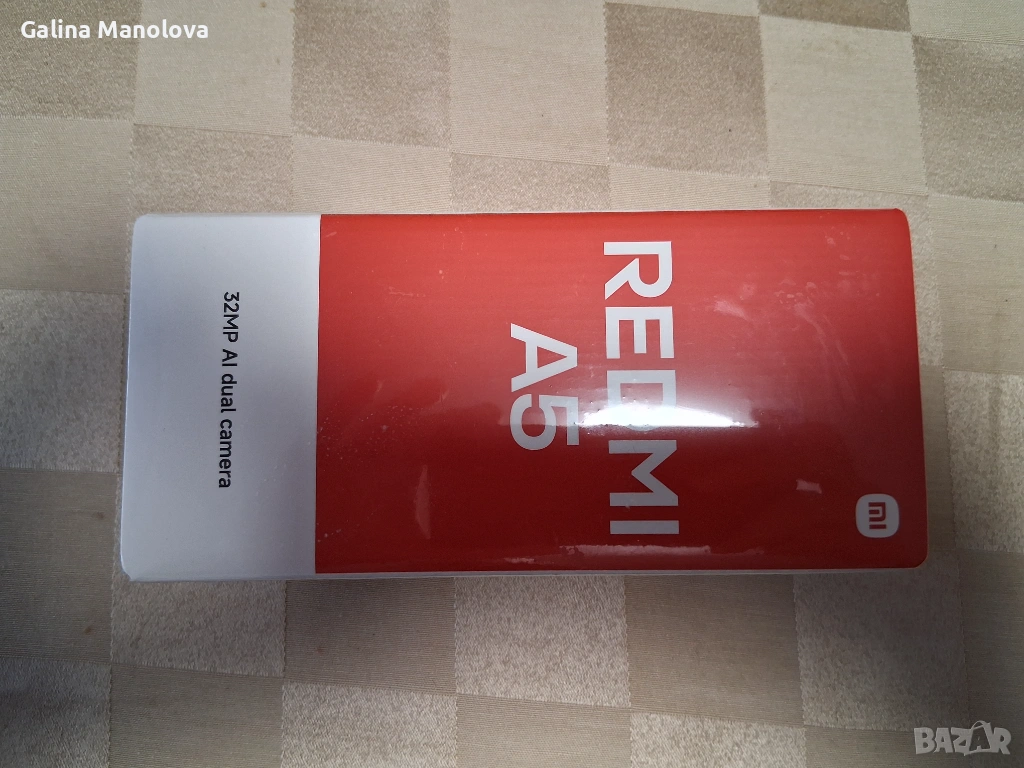 Galina Manolova
REDMI
A5
32MP AI dual camera
mi
BAZAR